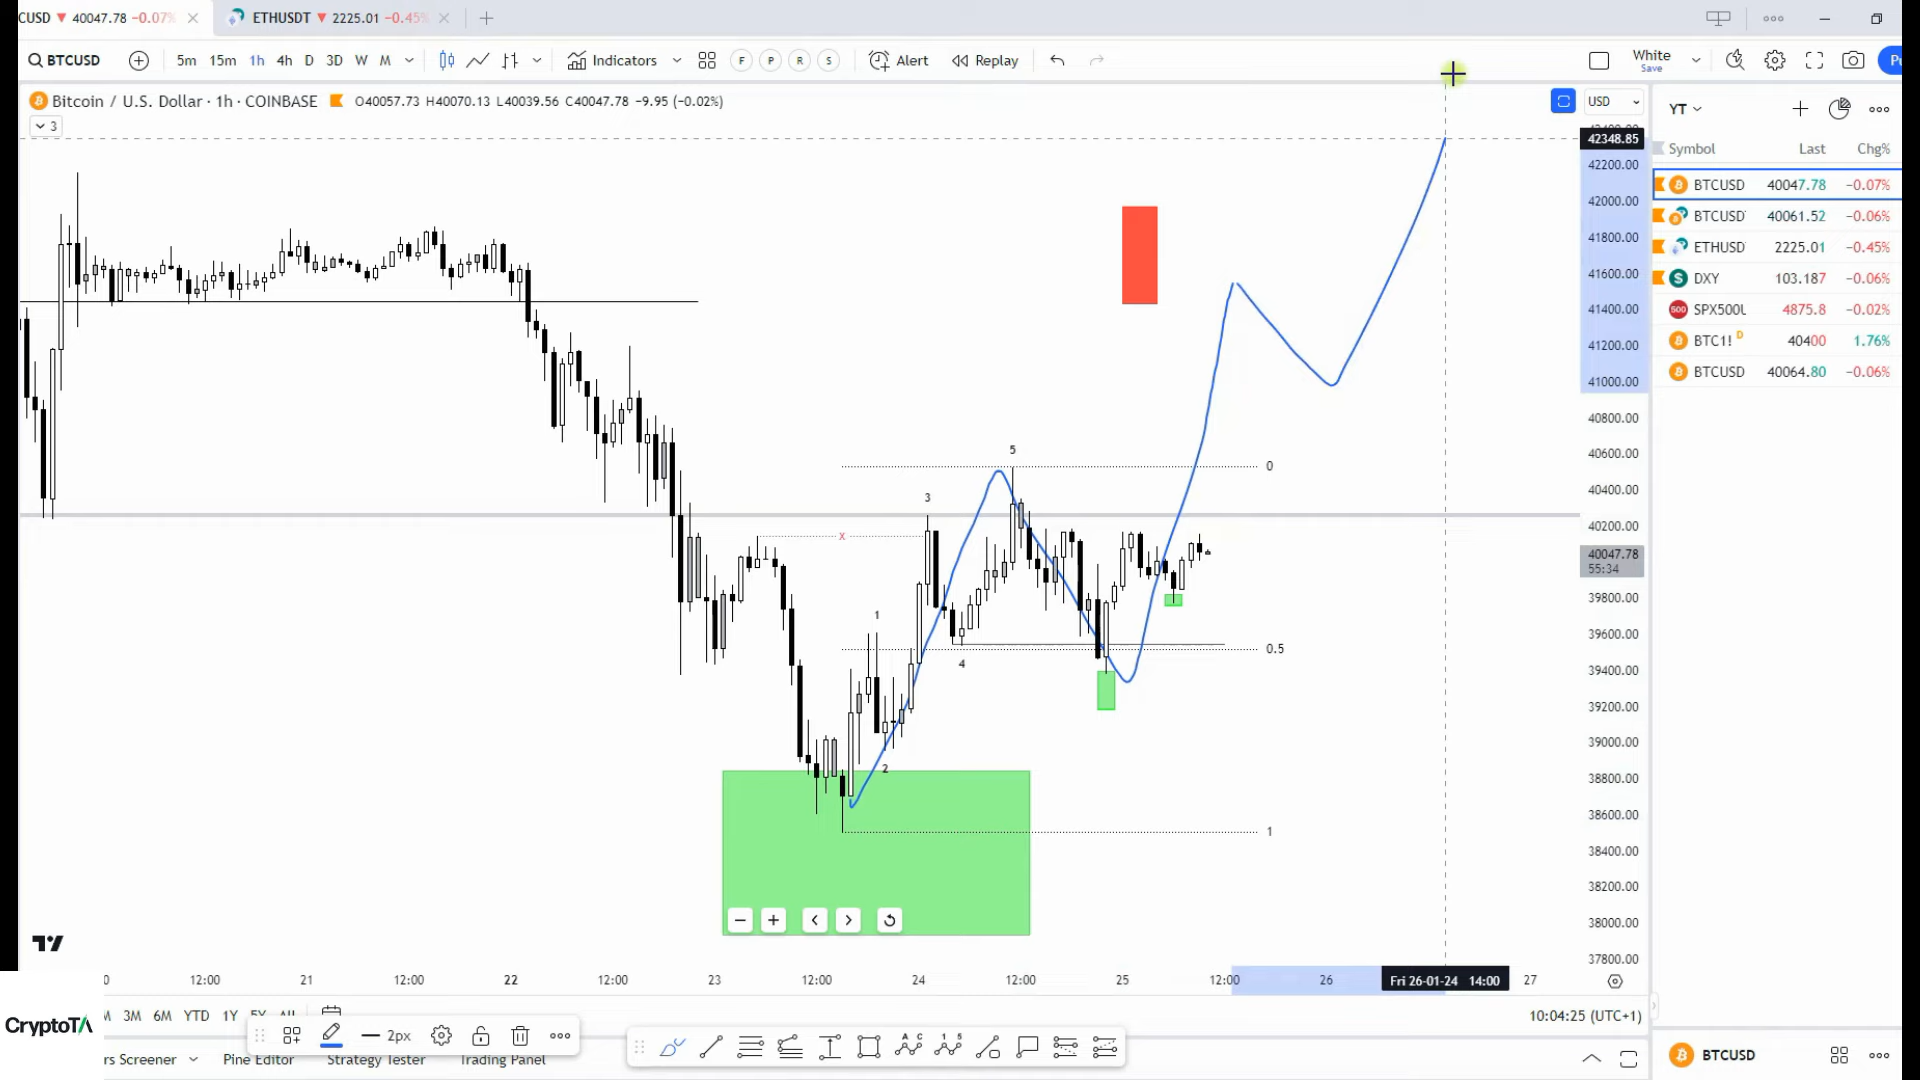 CUSD 40047.78 −0.07%
ETHUSDT 2225.01 −0.45%
BTCUSD 5m 15m 1h 4h D 3D W M Indicators F P R S Alert Replay White
Save
Bitcoin / U.S. Dollar · 1h · COINBASE O40057.73 H40070.13 L40039.56 C40047.78 −9.95 (−0.02%)
USD
3
YT
Symbol Last Chg%
BTCUSD 40047.78 −0.07%
BTCUSD 40061.52 −0.06%
ETHUSD 2225.01 −0.45%
DXY 103.187 −0.06%
500 SPX500U 4875.8 −0.02%
BTC1! D 40400 1.76%
BTCUSD 40064.80 −0.06%
42348.85
42200.00
42000.00
41800.00
41600.00
41400.00
41200.00
41000.00
40800.00
40600.00
40400.00
40200.00
40047.78
55:34
39800.00
39600.00
39400.00
39200.00
39000.00
38800.00
38600.00
38400.00
38200.00
38000.00
37800.00
5
0
3
x
1
0.5
4
2
1
12:00 21 12:00 22 12:00 23 12:00 24 12:00 25 12:00 26 Fri 26-01-24 14:00 27
3M 6M YTD 1Y
10:04:25 (UTC+1)
CryptoTA
2px
Pine Editor Strategy Tester Trading Panel
BTCUSD